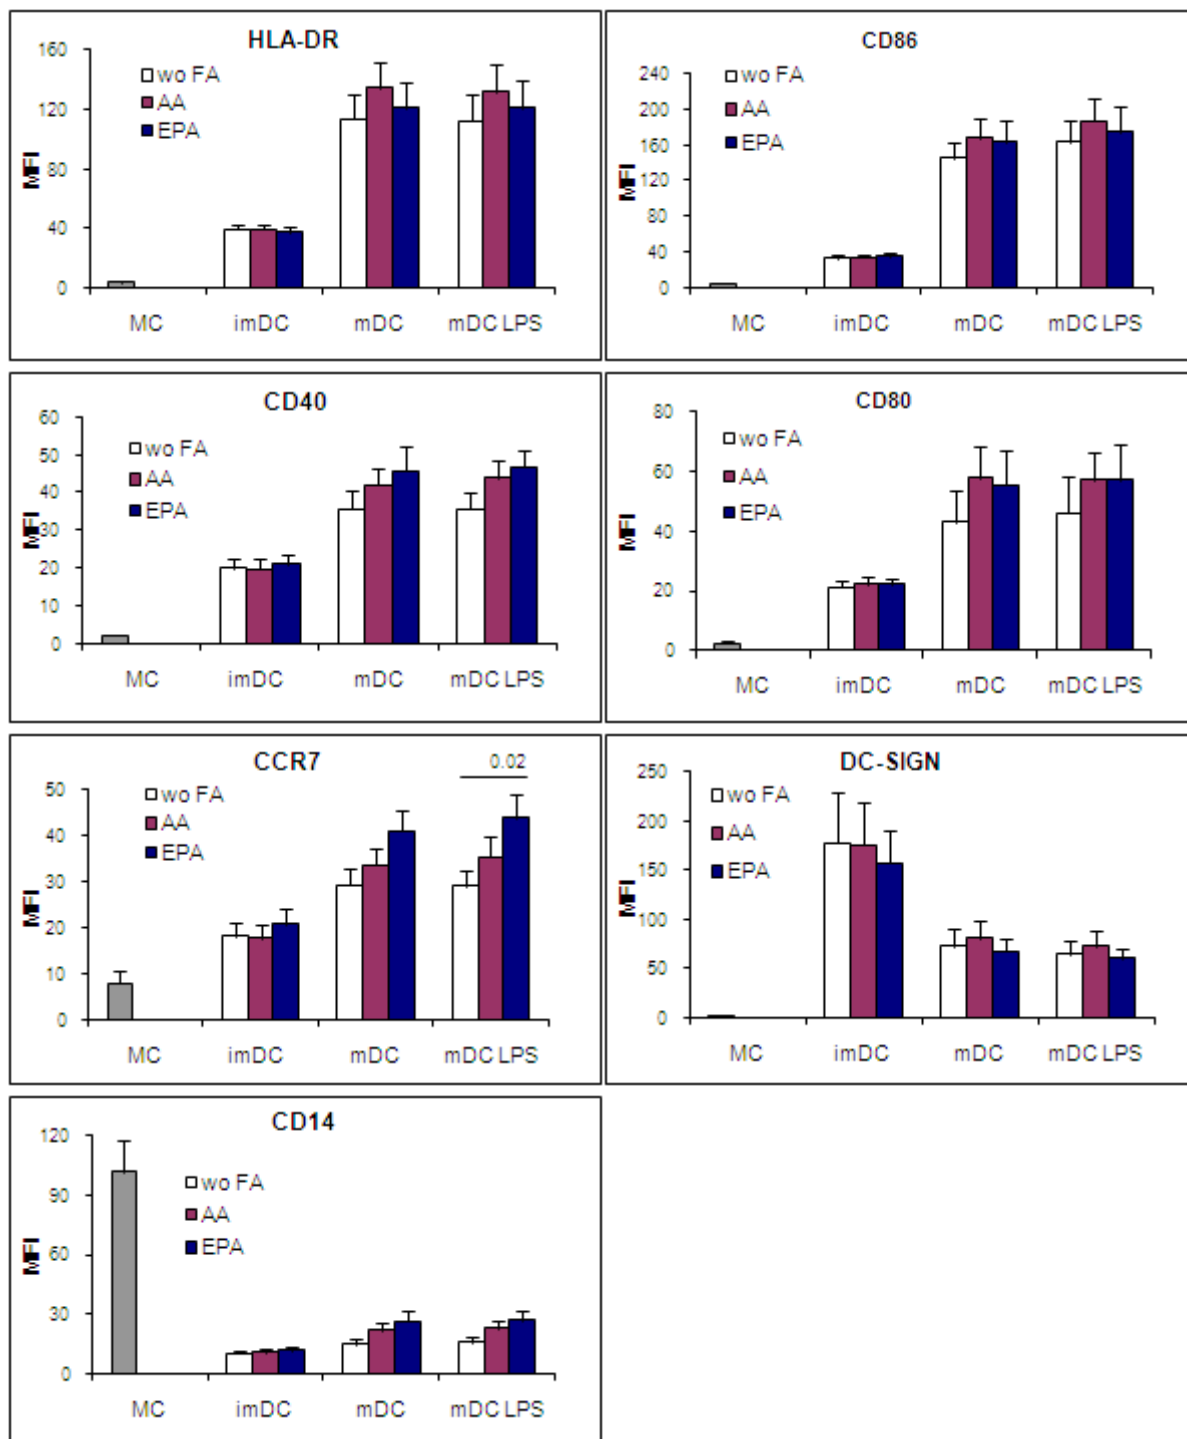 HLA-DR
160
120
80
40
0
MFI
wo FA
AA
EPA
MC imDC mDC mDC LPS
CD86
240
200
160
120
80
40
0
MFI
wo FA
AA
EPA
MC imDC mDC mDC LPS
CD40
60
50
40
30
20
10
0
MFI
wo FA
AA
EPA
MC imDC mDC mDC LPS
CD80
80
60
40
20
0
MFI
wo FA
AA
EPA
MC imDC mDC mDC LPS
CCR7
0.02
50
40
30
20
10
0
MFI
wo FA
AA
EPA
MC imDC mDC mDC LPS
DC-SIGN
250
200
150
100
50
0
MFI
wo FA
AA
EPA
MC imDC mDC mDC LPS
CD14
120
90
60
30
0
MFI
wo FA
AA
EPA
MC imDC mDC mDC LPS